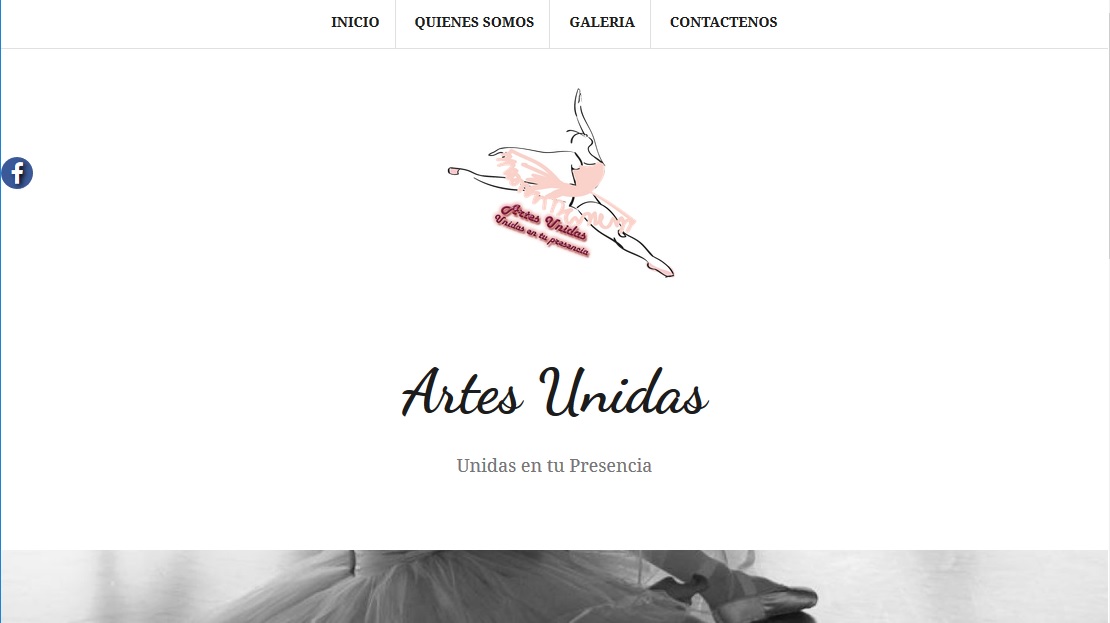 INICIO QUIENES SOMOS GALERIA CONTACTENOS
f
Artes Unidas
Unidas en tu presencia
Artes Unidas
Unidas en tu Presencia